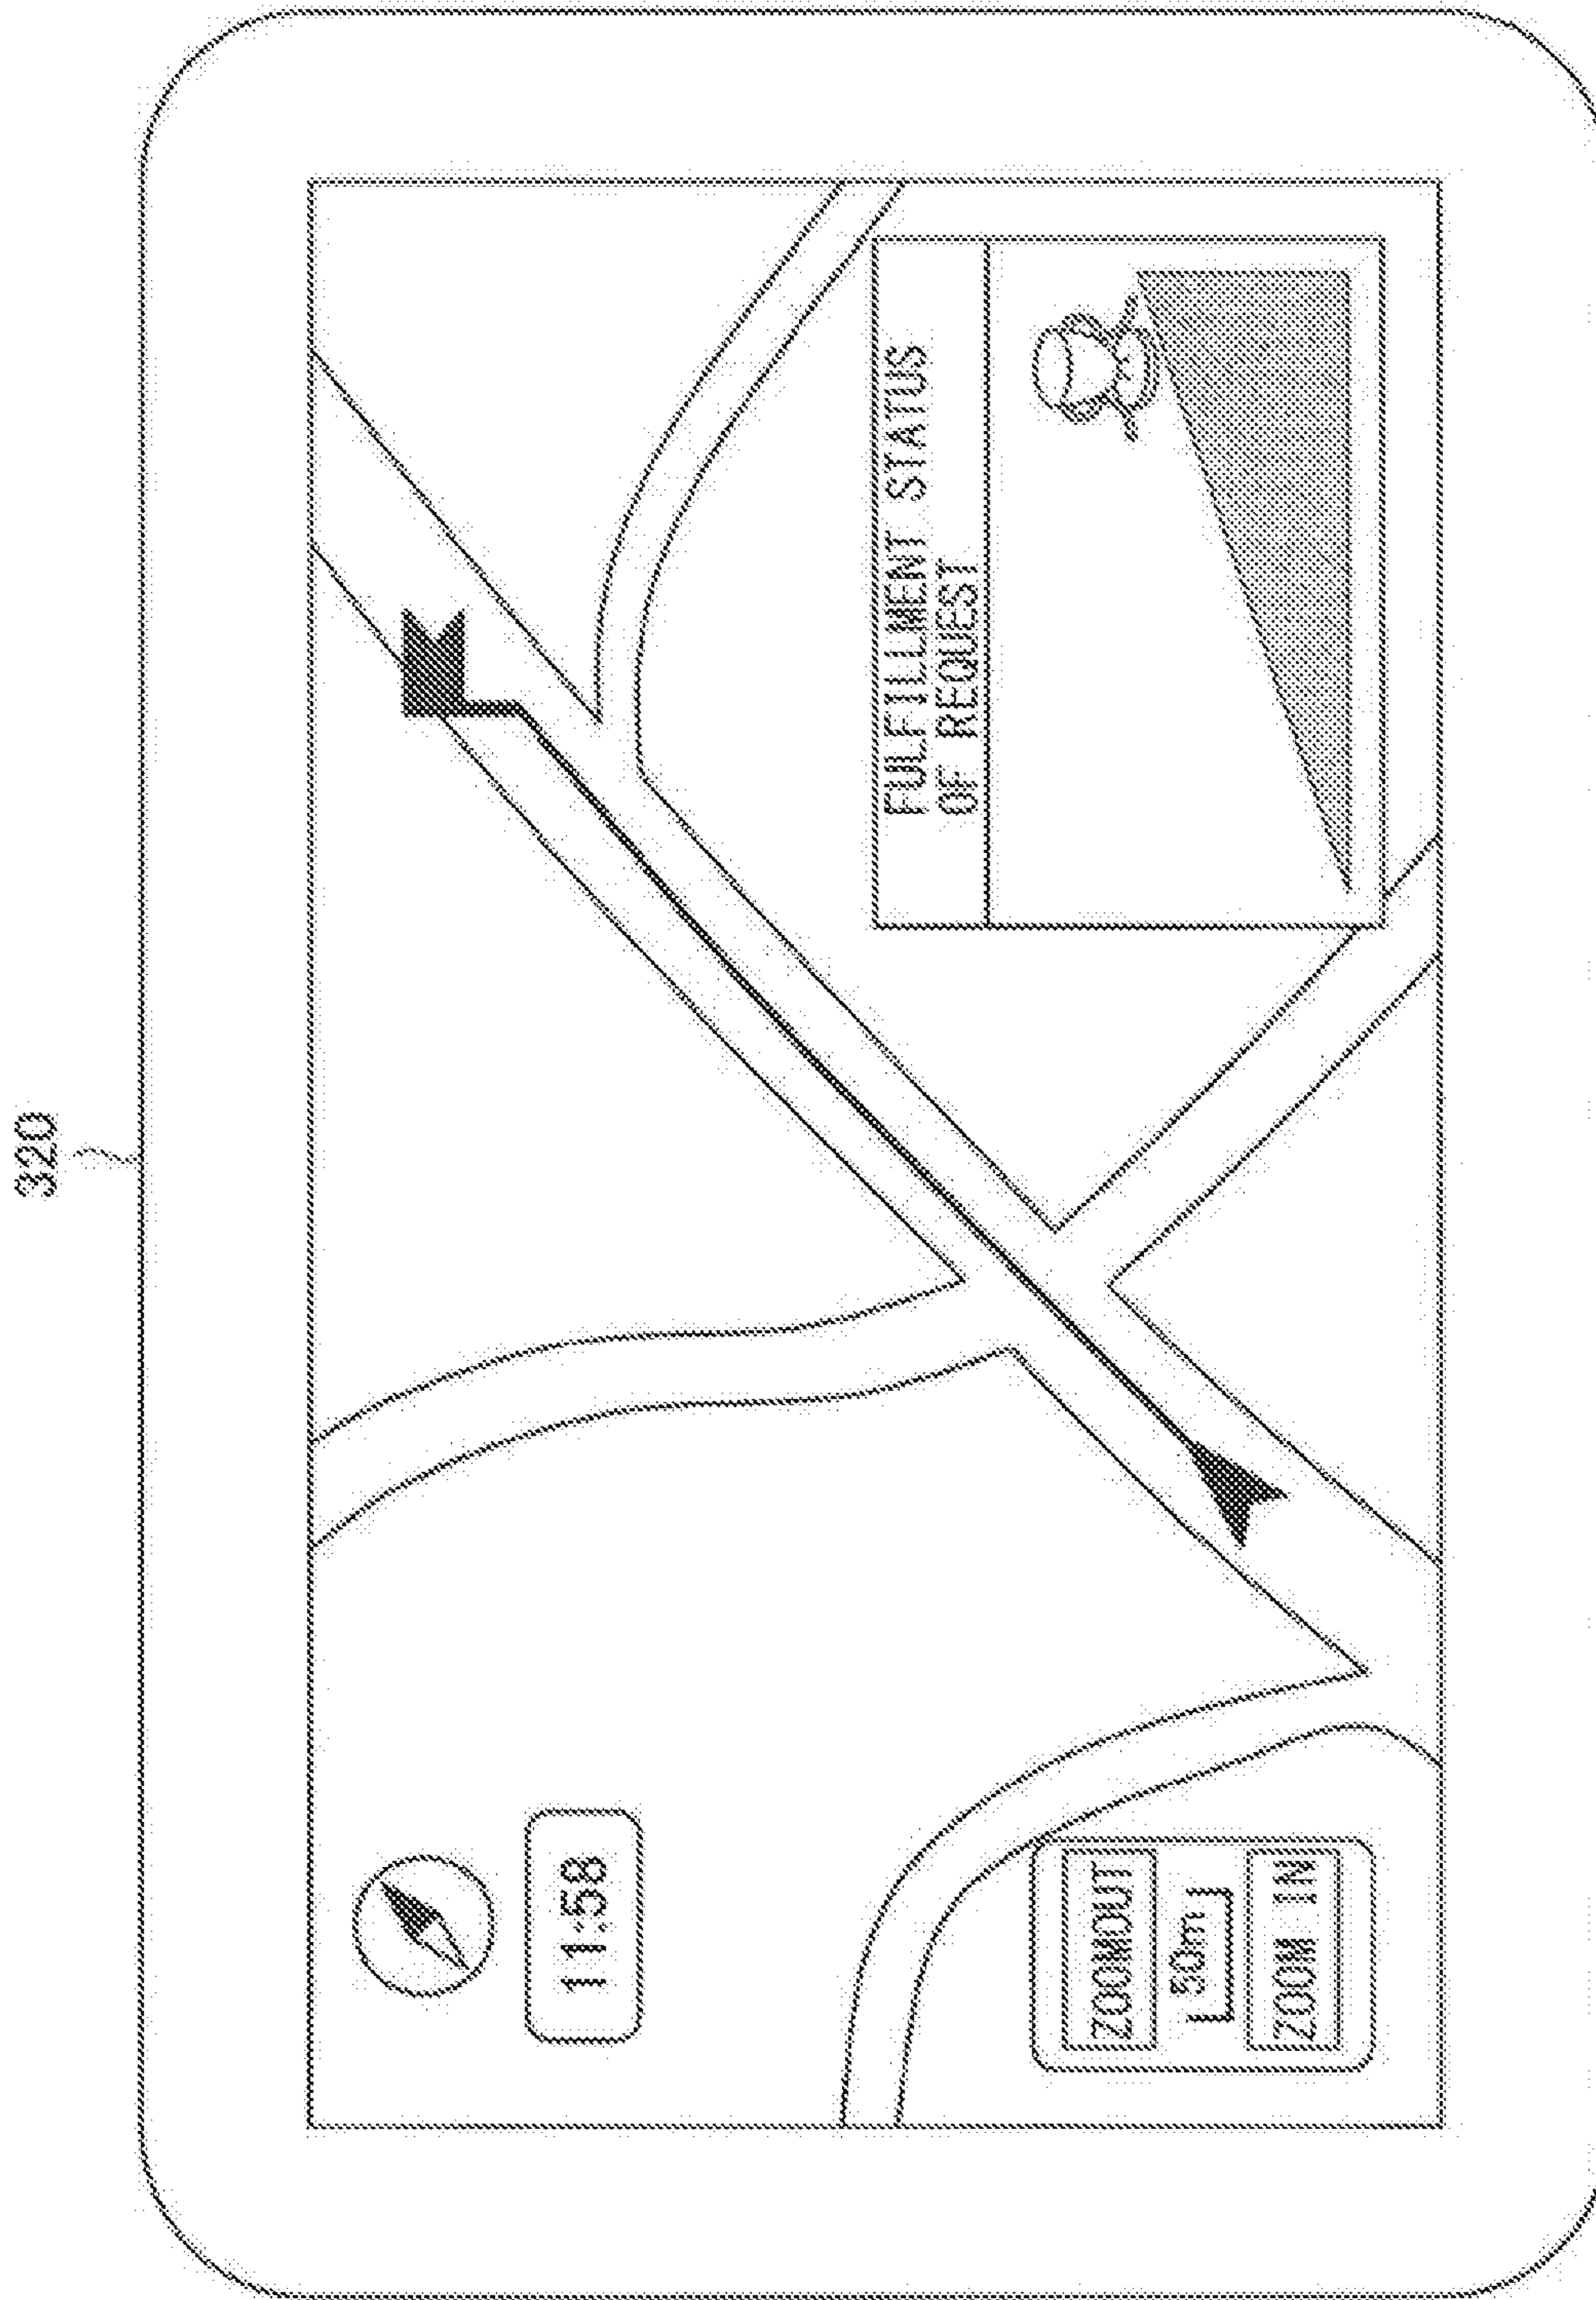 320
11:58
FULFILLMENT STATUS
OF REQUEST
ZOOMOUT
50m
ZOOM IN